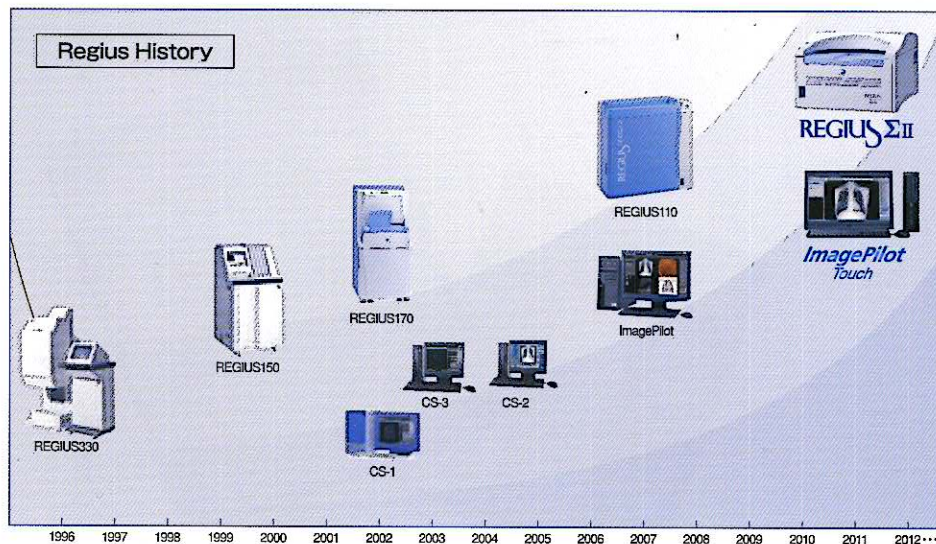 Regius History
REGIUS ΣII
REGIUS
REGIUS110
ImagePilot
Touch
REGIUS170
ImagePilot
REGIUS150
CS-3
CS-2
REGIUS330
CS-1
1996 1997 1998 1999 2000 2001 2002 2003 2004 2005 2006 2007 2008 2009 2010 2011 2012 ···